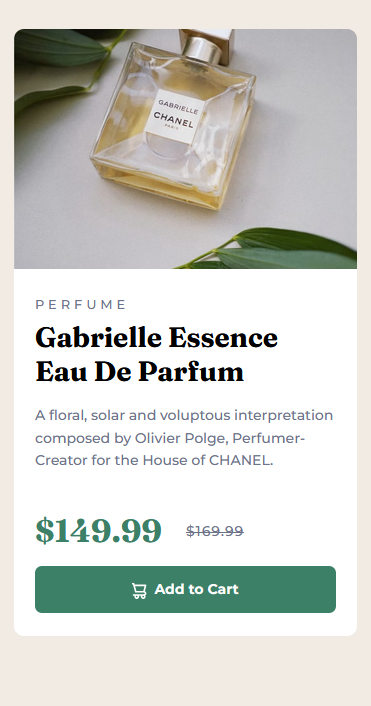 GABRIELLE
CHANEL
PARIS
PERFUME
Gabrielle Essence
Eau De Parfum
A floral, solar and voluptous interpretation
composed by Olivier Polge, Perfumer-
Creator for the House of CHANEL.
$149.99 $169.99
Add to Cart